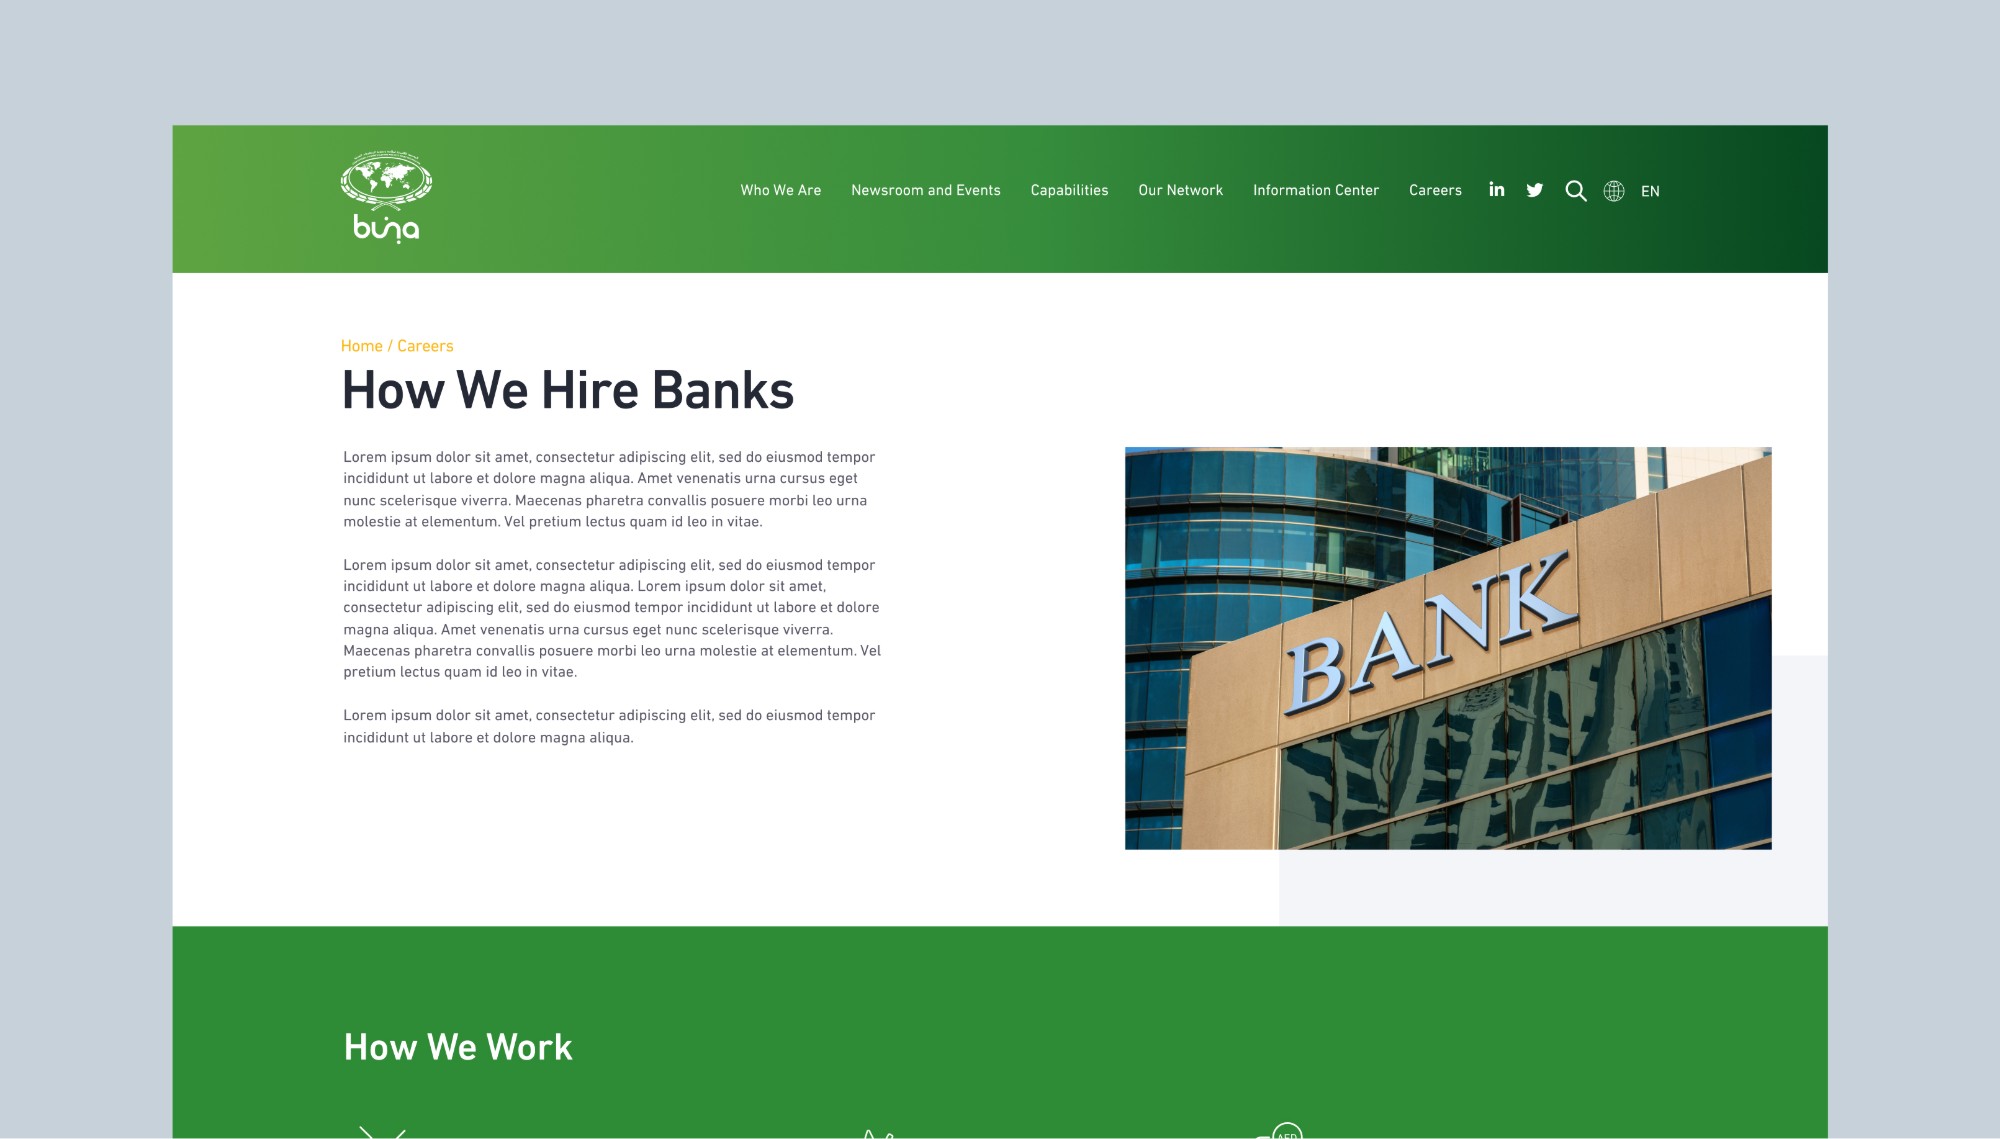 buna
Who We Are Newsroom and Events Capabilities Our Network Information Center Careers in EN
Home / Careers
How We Hire Banks
Lorem ipsum dolor sit amet, consectetur adipiscing elit, sed do eiusmod tempor
incididunt ut labore et dolore magna aliqua. Amet venenatis urna cursus eget
nunc scelerisque viverra. Maecenas pharetra convallis posuere morbi leo urna
molestie at elementum. Vel pretium lectus quam id leo in vitae.
Lorem ipsum dolor sit amet, consectetur adipiscing elit, sed do eiusmod tempor
incididunt ut labore et dolore magna aliqua. Lorem ipsum dolor sit amet,
consectetur adipiscing elit, sed do eiusmod tempor incididunt ut labore et dolore
magna aliqua. Amet venenatis urna cursus eget nunc scelerisque viverra.
Maecenas pharetra convallis posuere morbi leo urna molestie at elementum. Vel
pretium lectus quam id leo in vitae.
Lorem ipsum dolor sit amet, consectetur adipiscing elit, sed do eiusmod tempor
incididunt ut labore et dolore magna aliqua.
BANK
How We Work
AED